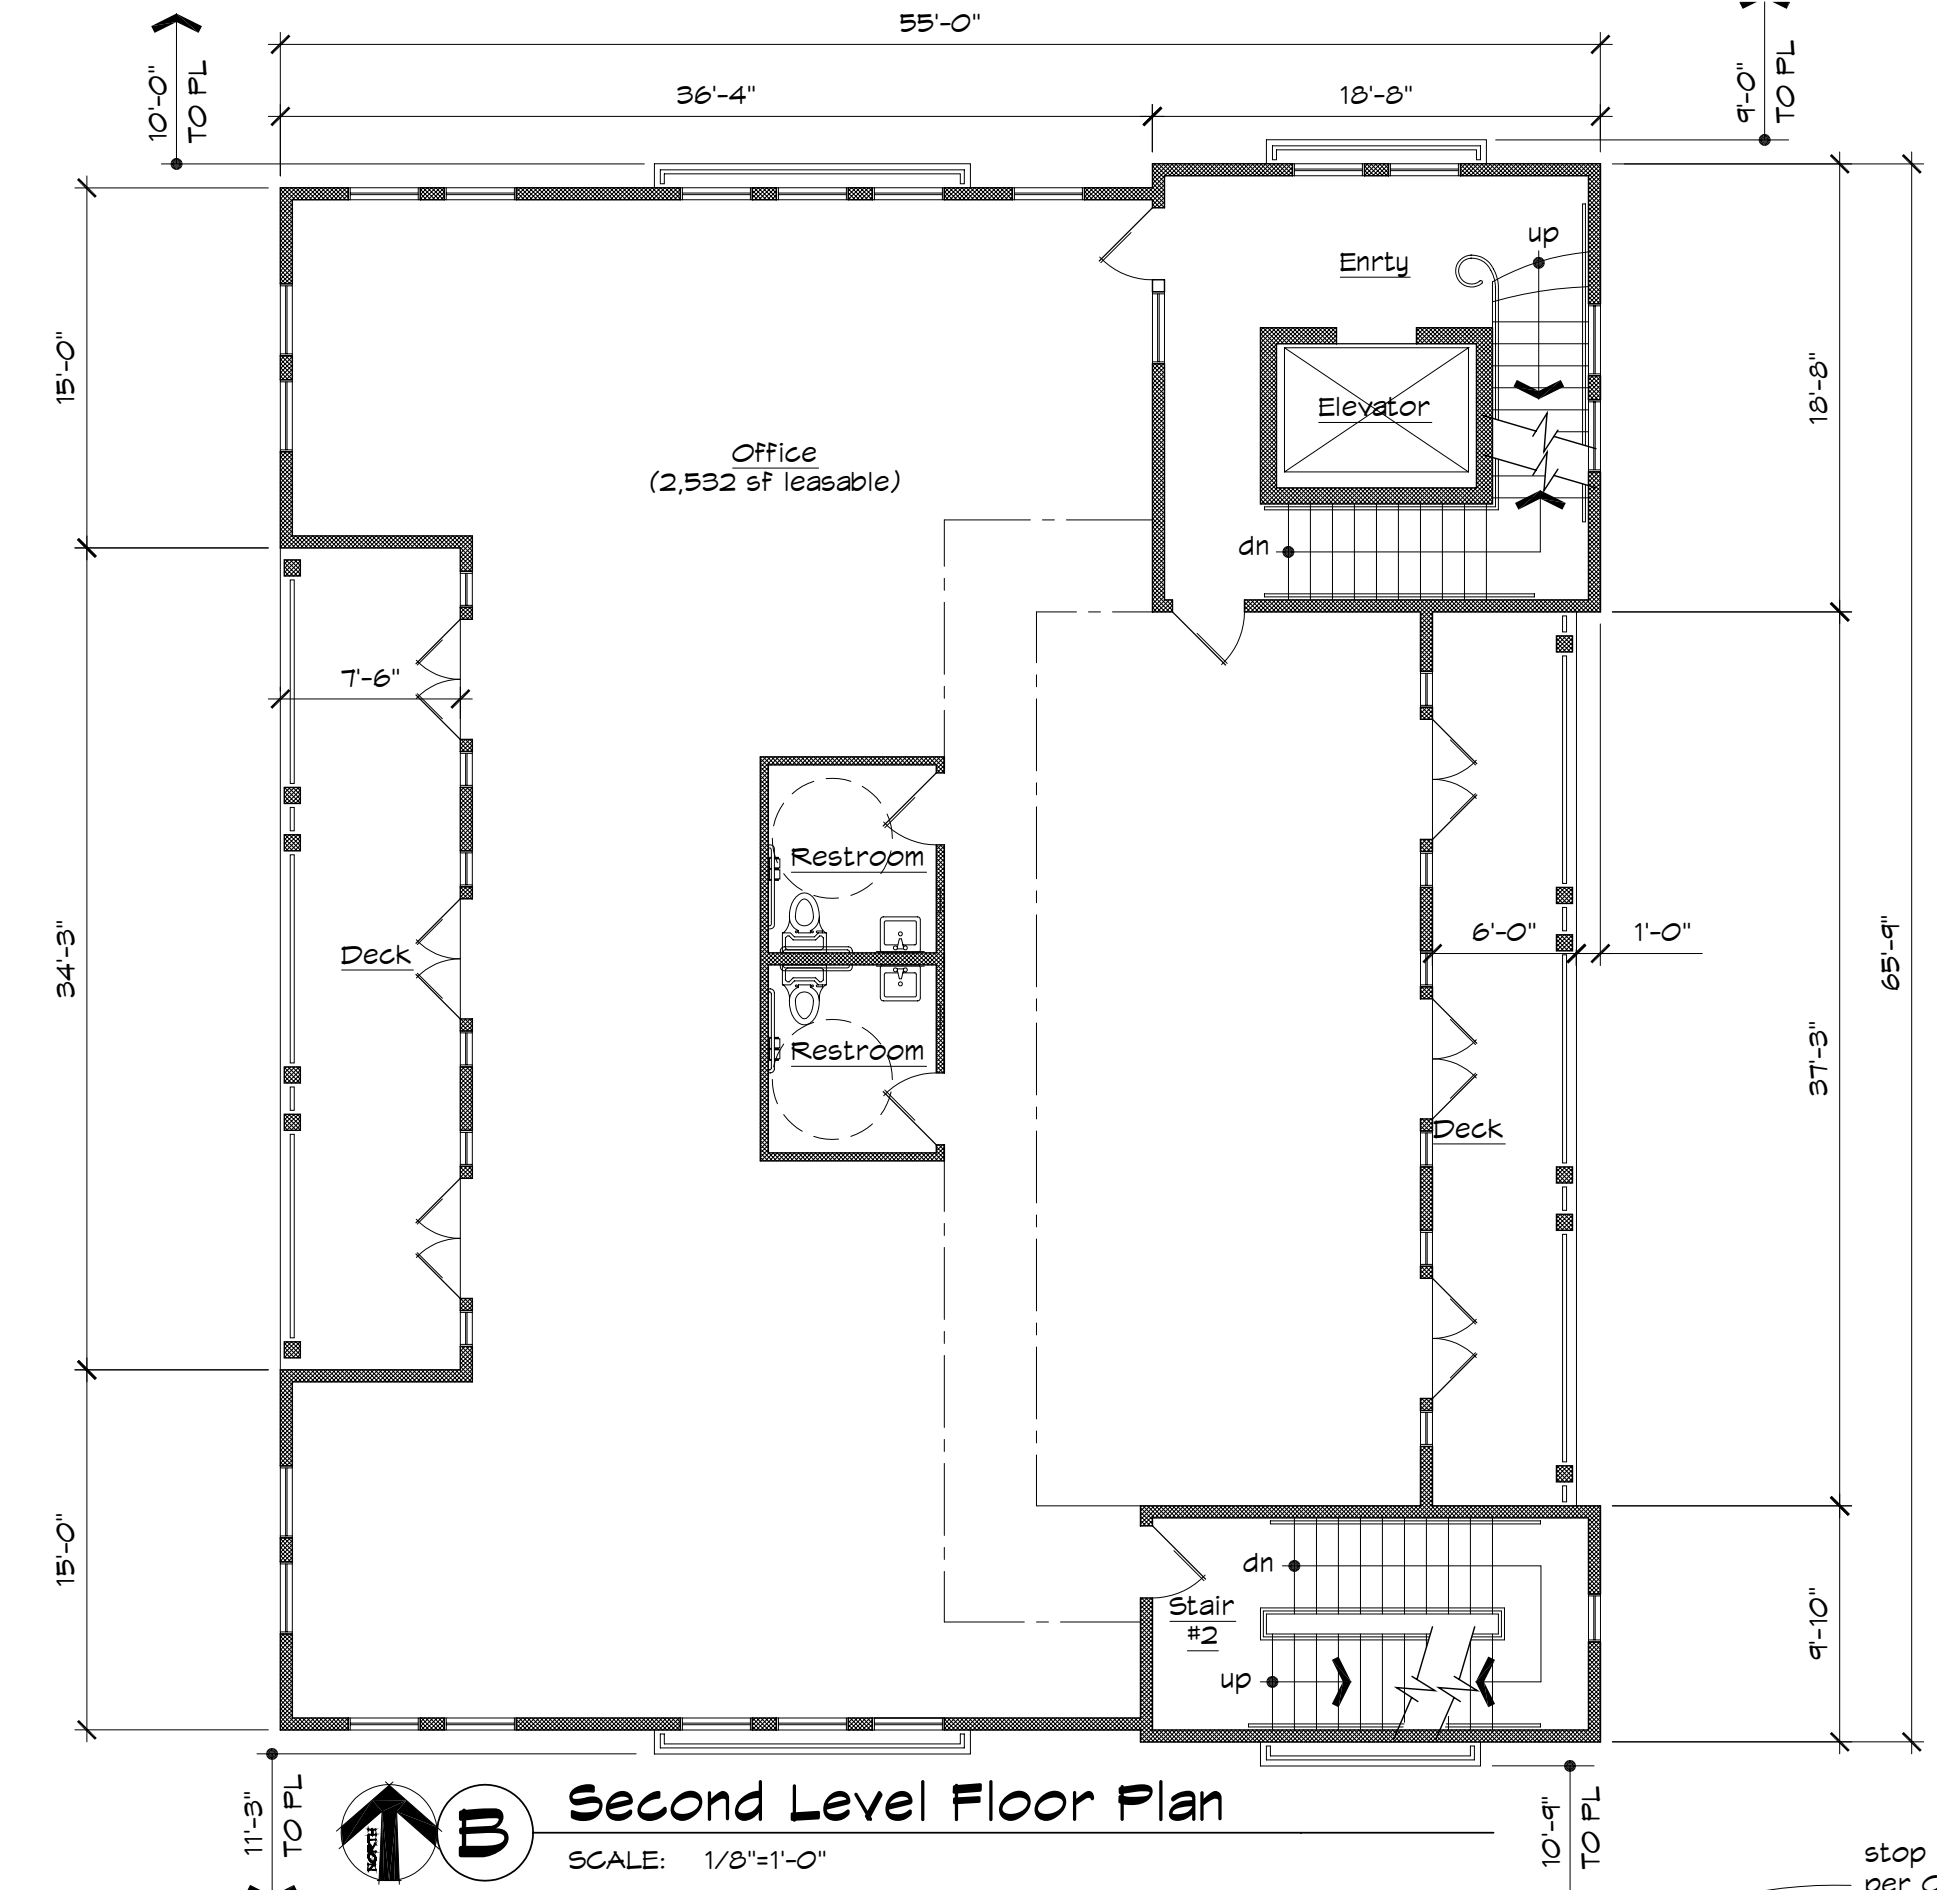 55'-0"
36'-4"
18'-8"
10'-0"
TO PL
9'-0"
TO PL
up
Enrty
15'-0"
18'-8"
Elevator
Office
(2,532 sf leasable)
dn
7'-6"
Restroom
34'-3"
Deck
6'-0"
1'-0"
65'-9"
Restroom
37'-3"
Deck
15'-0"
dn
Stair
#2
9'-10"
up
11'-3"
TO PL
NORTH
B
Second Level Floor Plan
SCALE: 1/8"=1'-0"
10'-9"
TO PL
stop
per